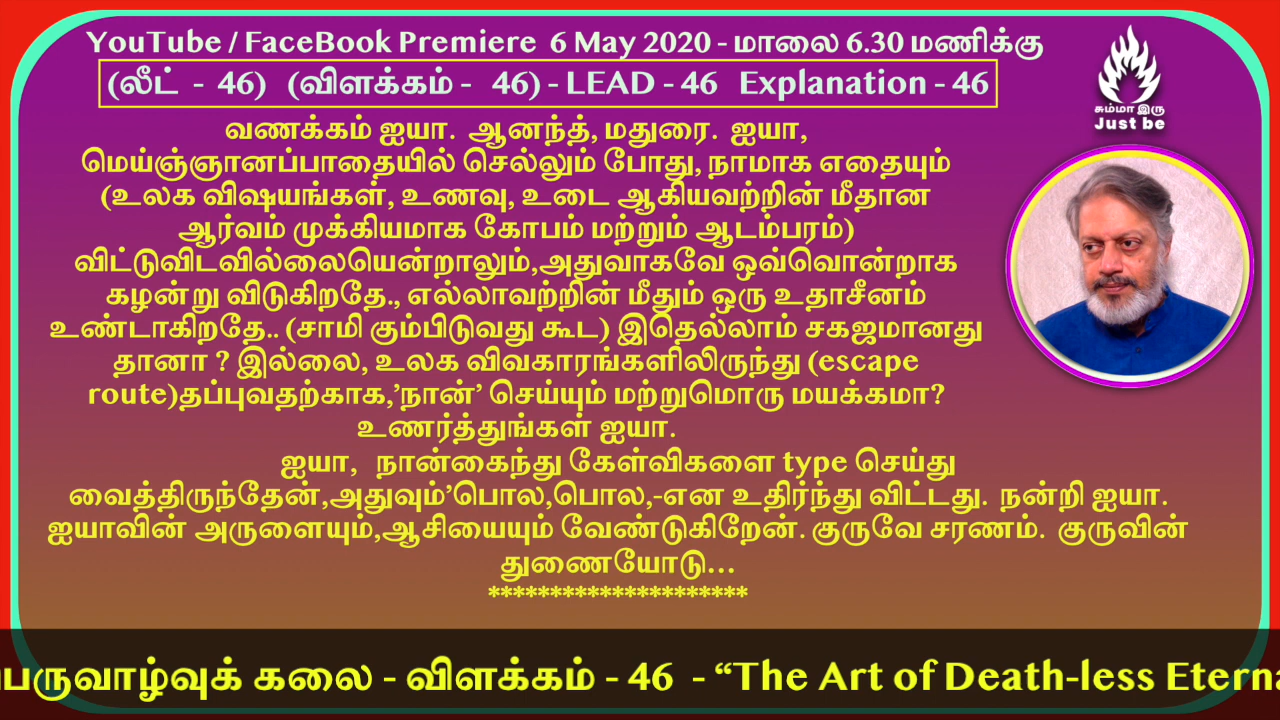 YouTube / FaceBook Premiere 6 May 2020 - மாலை 6.30 மணிக்கு
(லீட் - 46) (விளக்கம் - 46) - LEAD - 46 Explanation - 46
சும்மா இரு
Just be
வணக்கம் ஐயா. ஆனந்த், மதுரை. ஐயா,
மெய்ஞ்ஞானப்பாதையில் செல்லும் போது, நாமாக எதையும்
(உலக விஷயங்கள், உணவு, உடை ஆகியவற்றின் மீதான
ஆர்வம் முக்கியமாக கோபம் மற்றும் ஆடம்பரம்)
விட்டுவிடவில்லையென்றாலும்,அதுவாகவே ஒவ்வொன்றாக
கழன்று விடுகிறதே., எல்லாவற்றின் மீதும் ஒரு உதாசீனம்
உண்டாகிறதே.. (சாமி கும்பிடுவது கூட) இதெல்லாம் சகஜமானது
தானா ? இல்லை, உலக விவகாரங்களிலிருந்து (escape
route)தப்புவதற்காக,’நான்’ செய்யும் மற்றுமொரு மயக்கமா?
உணர்த்துங்கள் ஐயா.
ஐயா, நான்கைந்து கேள்விகளை type செய்து
வைத்திருந்தேன்,அதுவும்’பொல,பொல,-என உதிர்ந்து விட்டது. நன்றி ஐயா.
ஐயாவின் அருளையும்,ஆசியையும் வேண்டுகிறேன். குருவே சரணம். குருவின்
துணையோடு...
*********************
பருவாழ்வுக் கலை - விளக்கம் - 46 - “The Art of Death-less Eterna